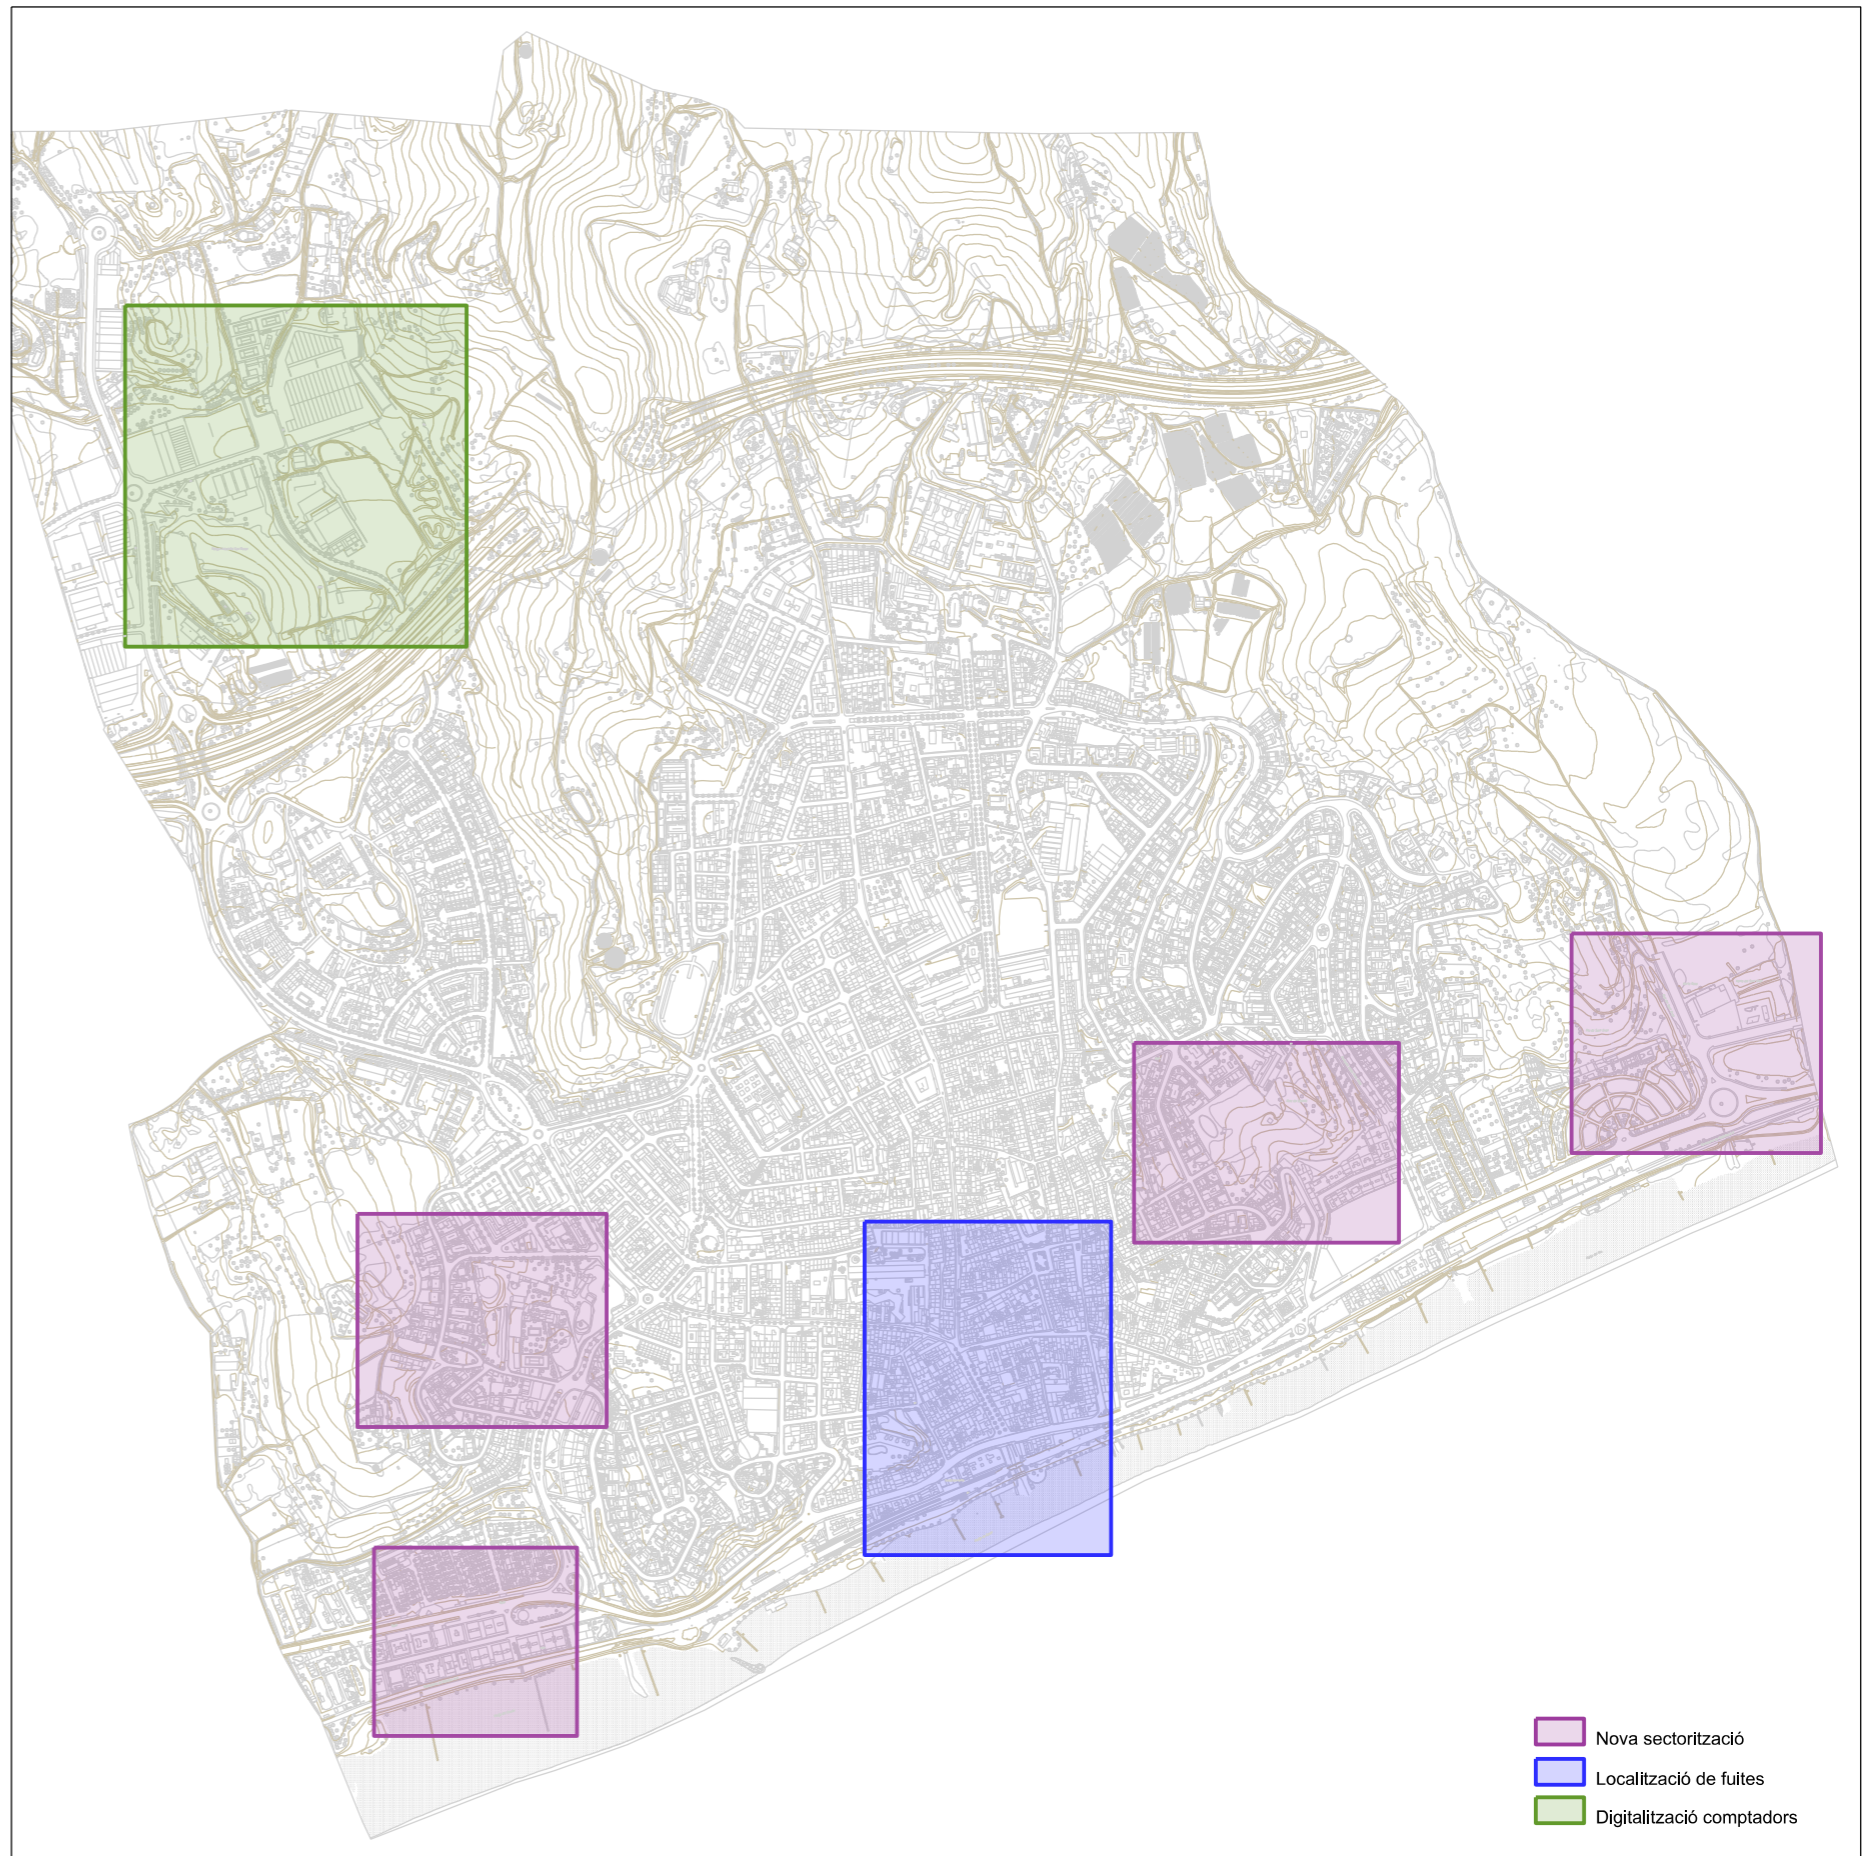 Nova sectorització
Localització de fuites
Digitalització comptadors